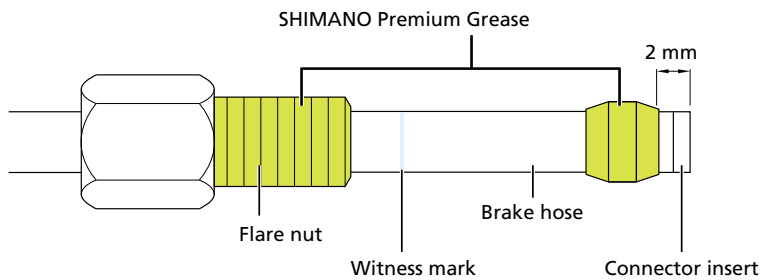 SHIMANO Premium Grease
2 mm
Brake hose
Flare nut
Witness mark
Connector insert